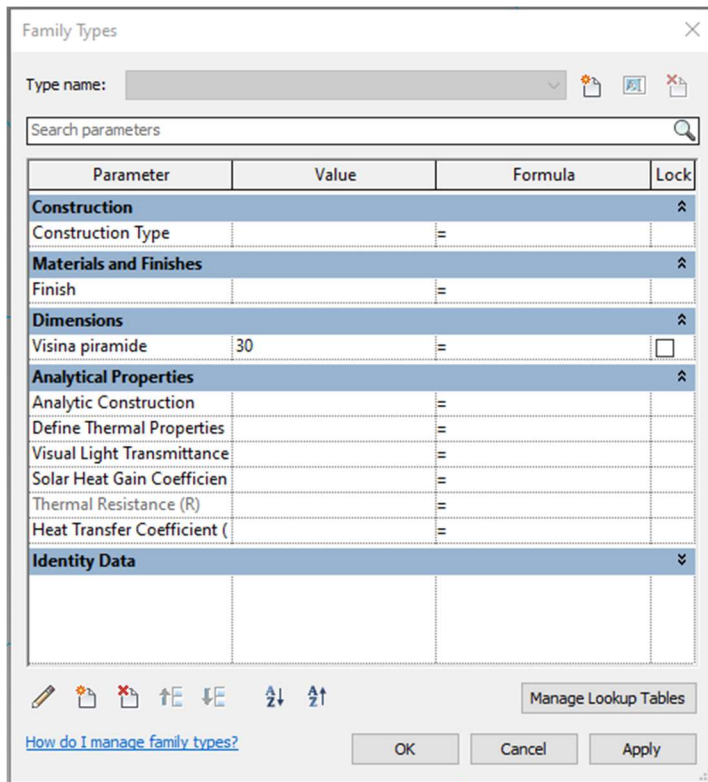 Family Types
Type name:
Search parameters
Parameter Value Formula Lock
Construction
Construction Type =
Materials and Finishes
Finish =
Dimensions
Visina piramide 30 =
Analytical Properties
Analytic Construction =
Define Thermal Properties =
Visual Light Transmittance =
Solar Heat Gain Coefficien =
Thermal Resistance (R) =
Heat Transfer Coefficient ( =
Identity Data
Manage Lookup Tables
How do I manage family types? OK Cancel Apply